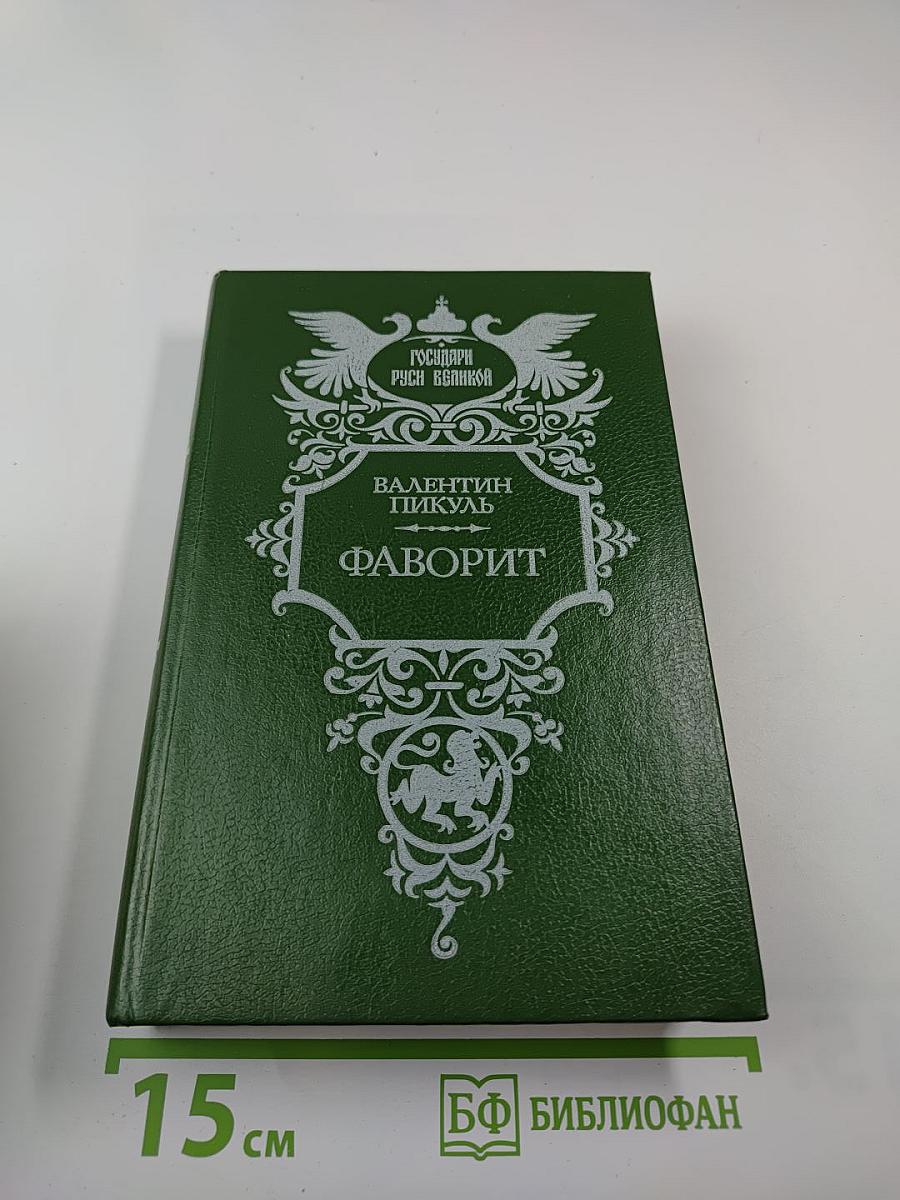 ГОСУДАРИ
РУСИ ВЕЛИКОЙ
ВАЛЕНТИН
ПИКУЛЬ
ФАВОРИТ
15 см
БФ БИБЛИОФАН